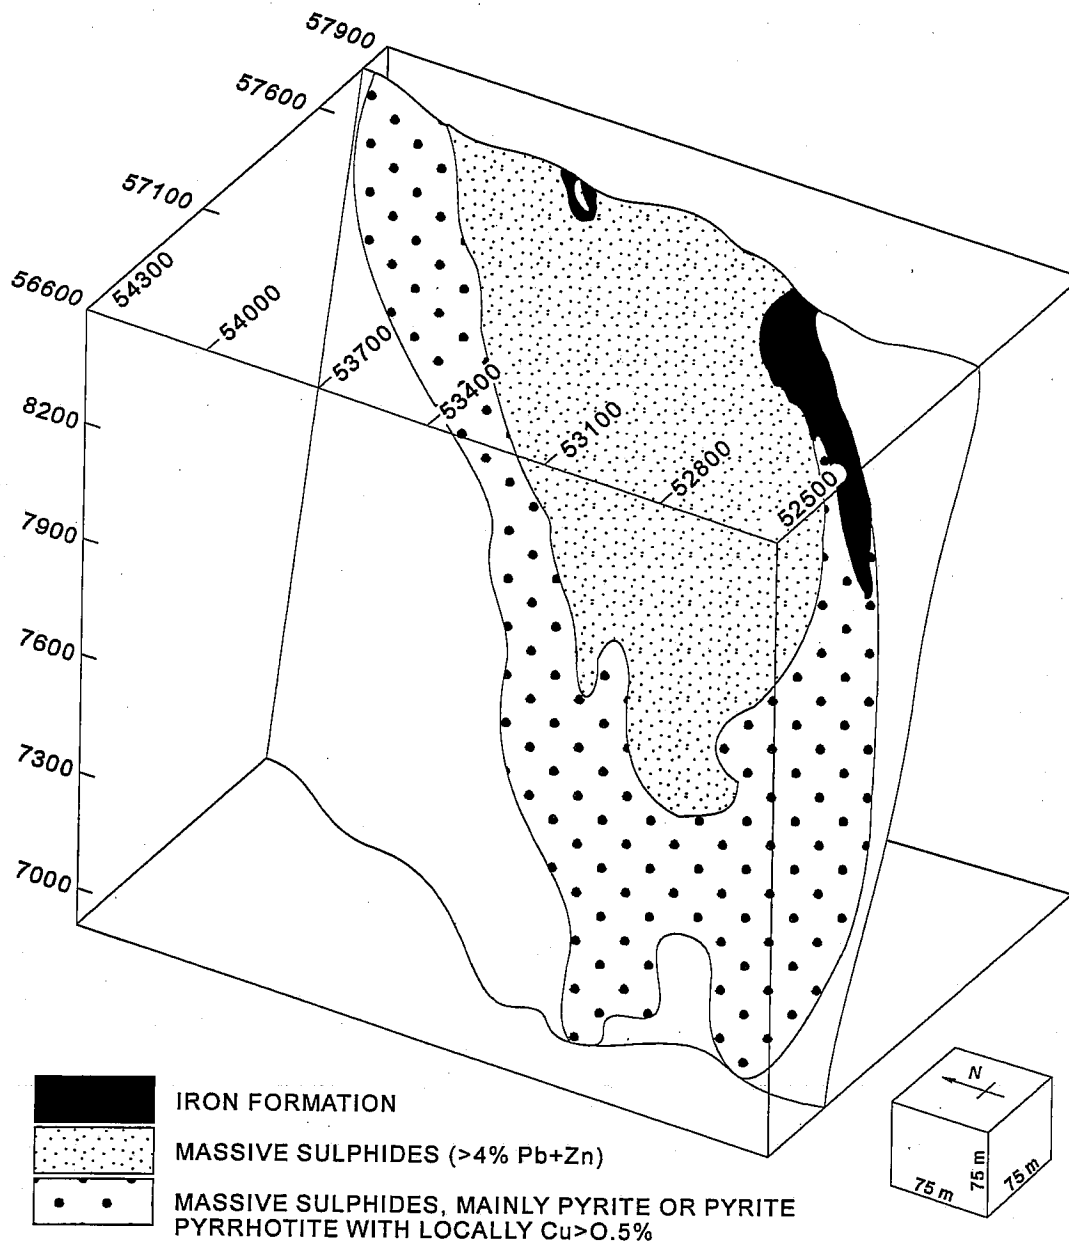 57900
57600
57100
56600
54300
54000
53700
53400
53100
52800
52500
8200
7900
7600
7300
7000
IRON FORMATION
MASSIVE SULPHIDES (>4% Pb+Zn)
MASSIVE SULPHIDES, MAINLY PYRITE OR PYRITE
PYRRHOTITE WITH LOCALLY Cu>0.5%
N
75 m
75 m
75 m